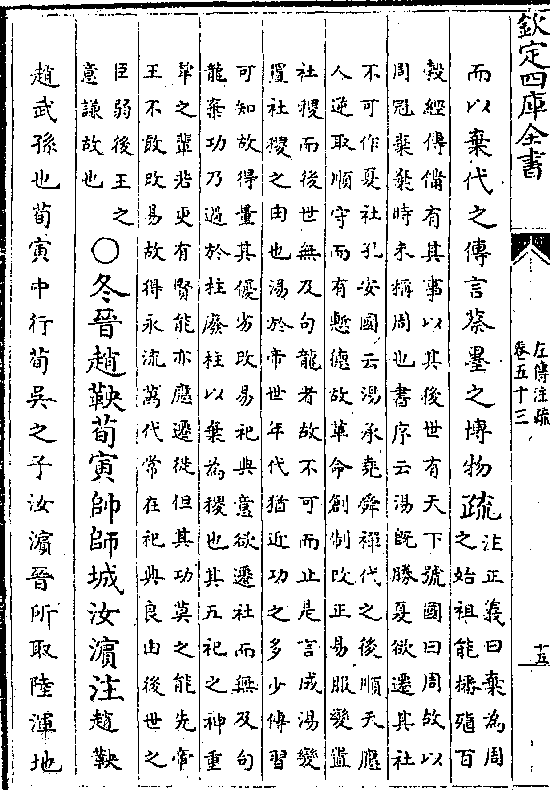 欽定四庫全書
左傳注疏
卷五十三
十五
而以棄代之傳言蔡墨之博物疏注正義曰棄為周
之始祖能播殖百
穀經傳備有其事以其後世有天下號國曰周故以
周冠棄棄時未稱周也書序云湯既勝夏欲遷其社
不可作夏社孔安國云湯承堯舜禪代之後順天應
人逆取順守而有慙德故革命創制改正易服變置
社稷而後世無及句龍者故不可而止是言成湯變
置社稷之由也湯於帝世年代猶近功之多少傳習
可知故得量其優劣改易祀典意欲遷社而無及句
龍棄功乃過於柱廢柱以棄為稷也其五祀之神重
犂之輩若更有賢能亦應遷徙但其功莫之能先帝
王不敢改易故得永流萬代常在祀典良由後世之
臣弱後王之
意謙故也
○冬晉趙鞅荀寅帥師城汝濵注趙鞅
趙武孫也荀寅中行荀吳之子汝濵晉所取陸渾地